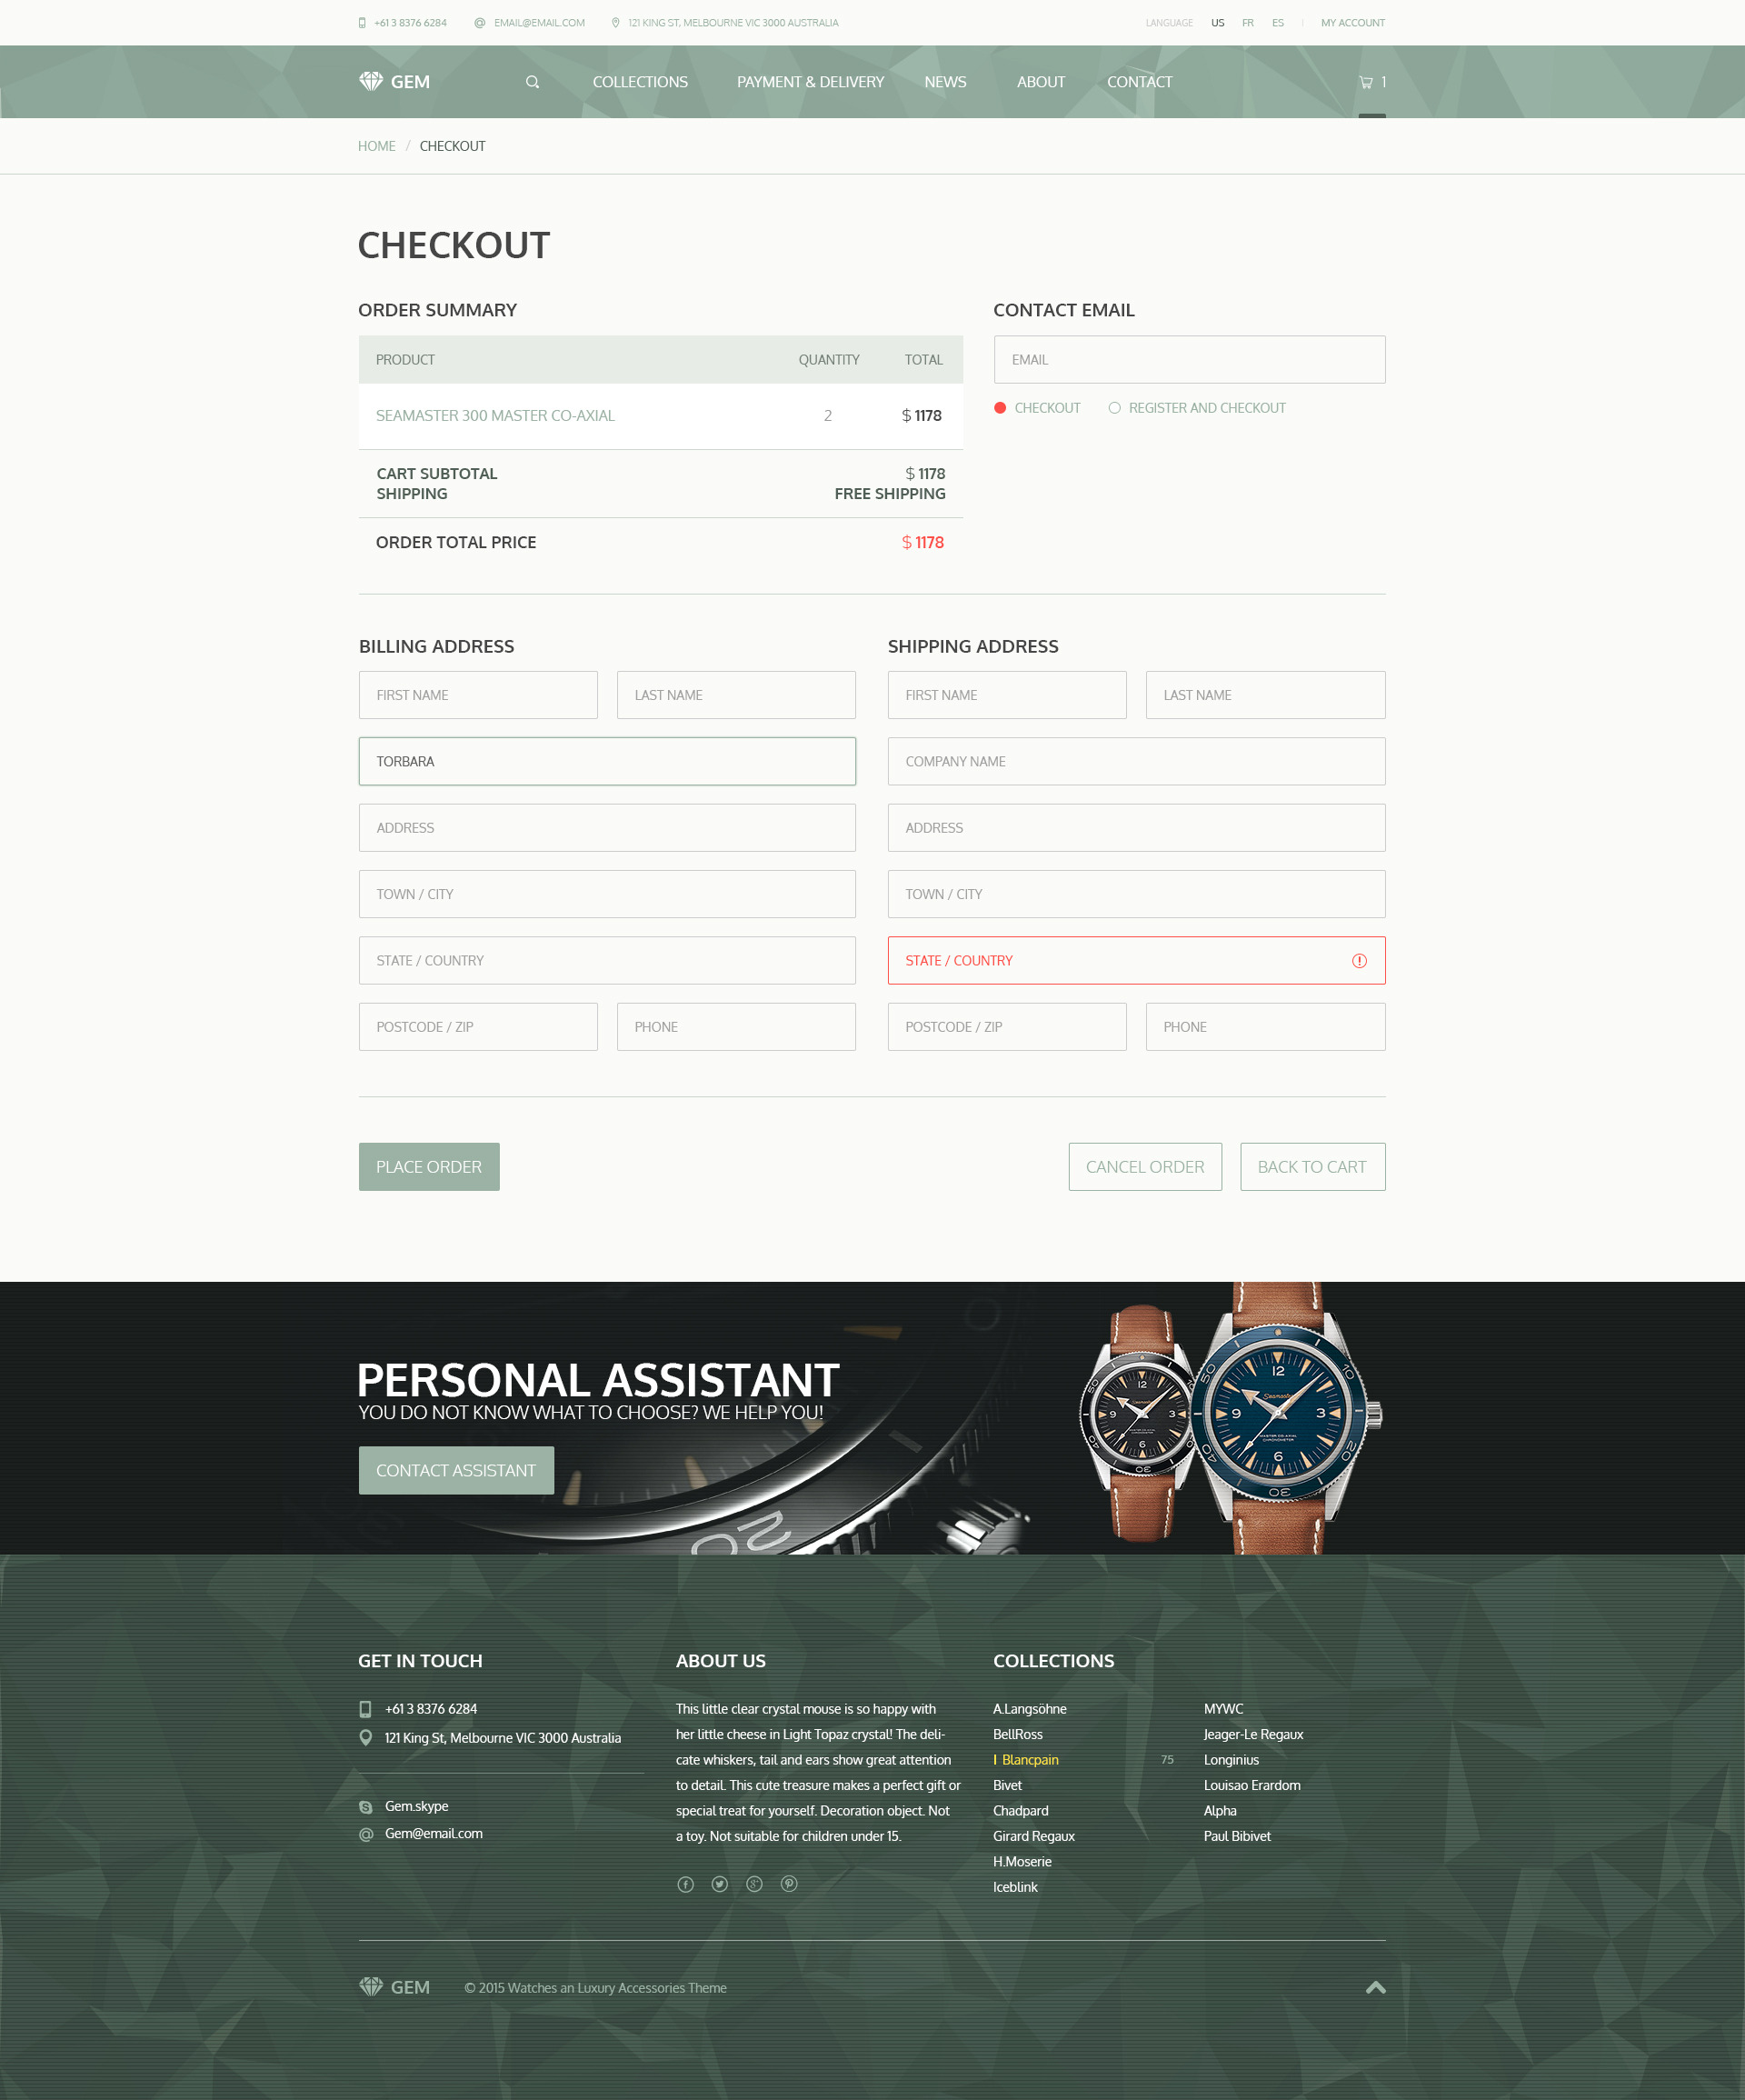 +61 3 8376 6284 EMAIL@EMAIL.COM 121 KING ST, MELBOURNE VIC 3000 AUSTRALIA LANGUAGE US FR ES | MY ACCOUNT
GEM COLLECTIONS PAYMENT & DELIVERY NEWS ABOUT CONTACT 1
HOME / CHECKOUT
CHECKOUT
ORDER SUMMARY
PRODUCT QUANTITY TOTAL
SEAMASTER 300 MASTER CO-AXIAL 2 $ 1178
CART SUBTOTAL $ 1178
SHIPPING FREE SHIPPING
ORDER TOTAL PRICE $ 1178
CONTACT EMAIL
EMAIL
CHECKOUT REGISTER AND CHECKOUT
BILLING ADDRESS
FIRST NAME LAST NAME
TORBARA
ADDRESS
TOWN / CITY
STATE / COUNTRY
POSTCODE / ZIP PHONE
SHIPPING ADDRESS
FIRST NAME LAST NAME
COMPANY NAME
ADDRESS
TOWN / CITY
STATE / COUNTRY
POSTCODE / ZIP PHONE
PLACE ORDER CANCEL ORDER BACK TO CART
PERSONAL ASSISTANT
YOU DO NOT KNOW WHAT TO CHOOSE? WE HELP YOU!
CONTACT ASSISTANT
GET IN TOUCH
+61 3 8376 6284
121 King St, Melbourne VIC 3000 Australia
Gem.skype
Gem@email.com
ABOUT US
This little clear crystal mouse is so happy with
her little cheese in Light Topaz crystal! The deli-
cate whiskers, tail and ears show great attention
to detail. This cute treasure makes a perfect gift or
special treat for yourself. Decoration object. Not
a toy. Not suitable for children under 15.
COLLECTIONS
A.Langsöhne
BellRoss
Blancpain 75
Bivet
Chadpard
Girard Regaux
H.Moserie
Iceblink
MYWC
Jeager-Le Regaux
Longinius
Louisao Erardom
Alpha
Paul Bibivet
GEM © 2015 Watches an Luxury Accessories Theme